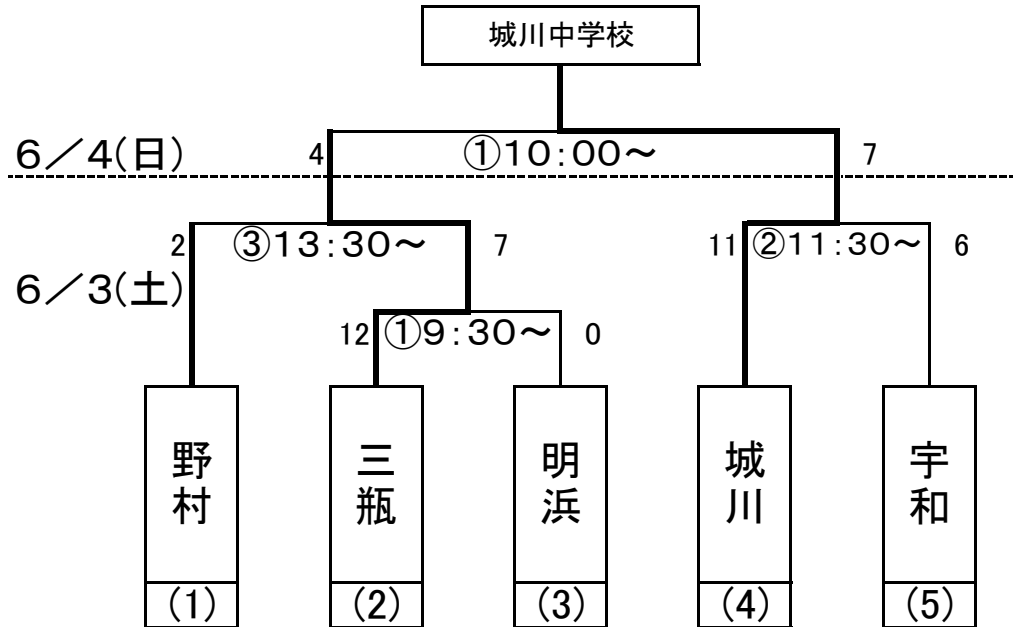 城川中学校
6／4(日)
4
①10:00～
7
2
③13:30～
7
11
②11:30～
6
6／3(土)
12
①9:30～
0
野村
三瓶
明浜
城川
宇和
(1)
(2)
(3)
(4)
(5)